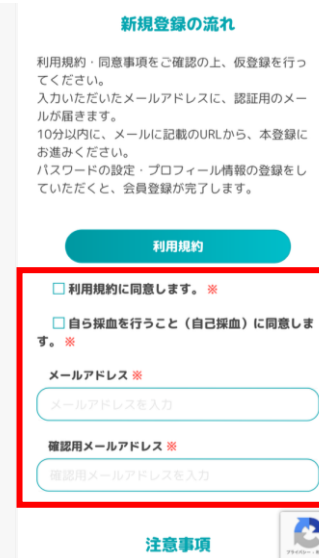 新規登録の流れ
利用規約・同意事項をご確認の上、仮登録を行っ
てください。
入力いただいたメールアドレスに、認証用のメー
ルが届きます。
10分以内に、メールに記載のURLから、本登録に
お進みください。
パスワードの設定・プロフィール情報の登録をし
ていただくと、会員登録が完了します。
利用規約
利用規約に同意します。 ※
自ら採血を行うこと（自己採血）に同意しま
す。 ※
メールアドレス ※
メールアドレスを入力
確認用メールアドレス ※
確認用メールアドレスを入力
注意事項